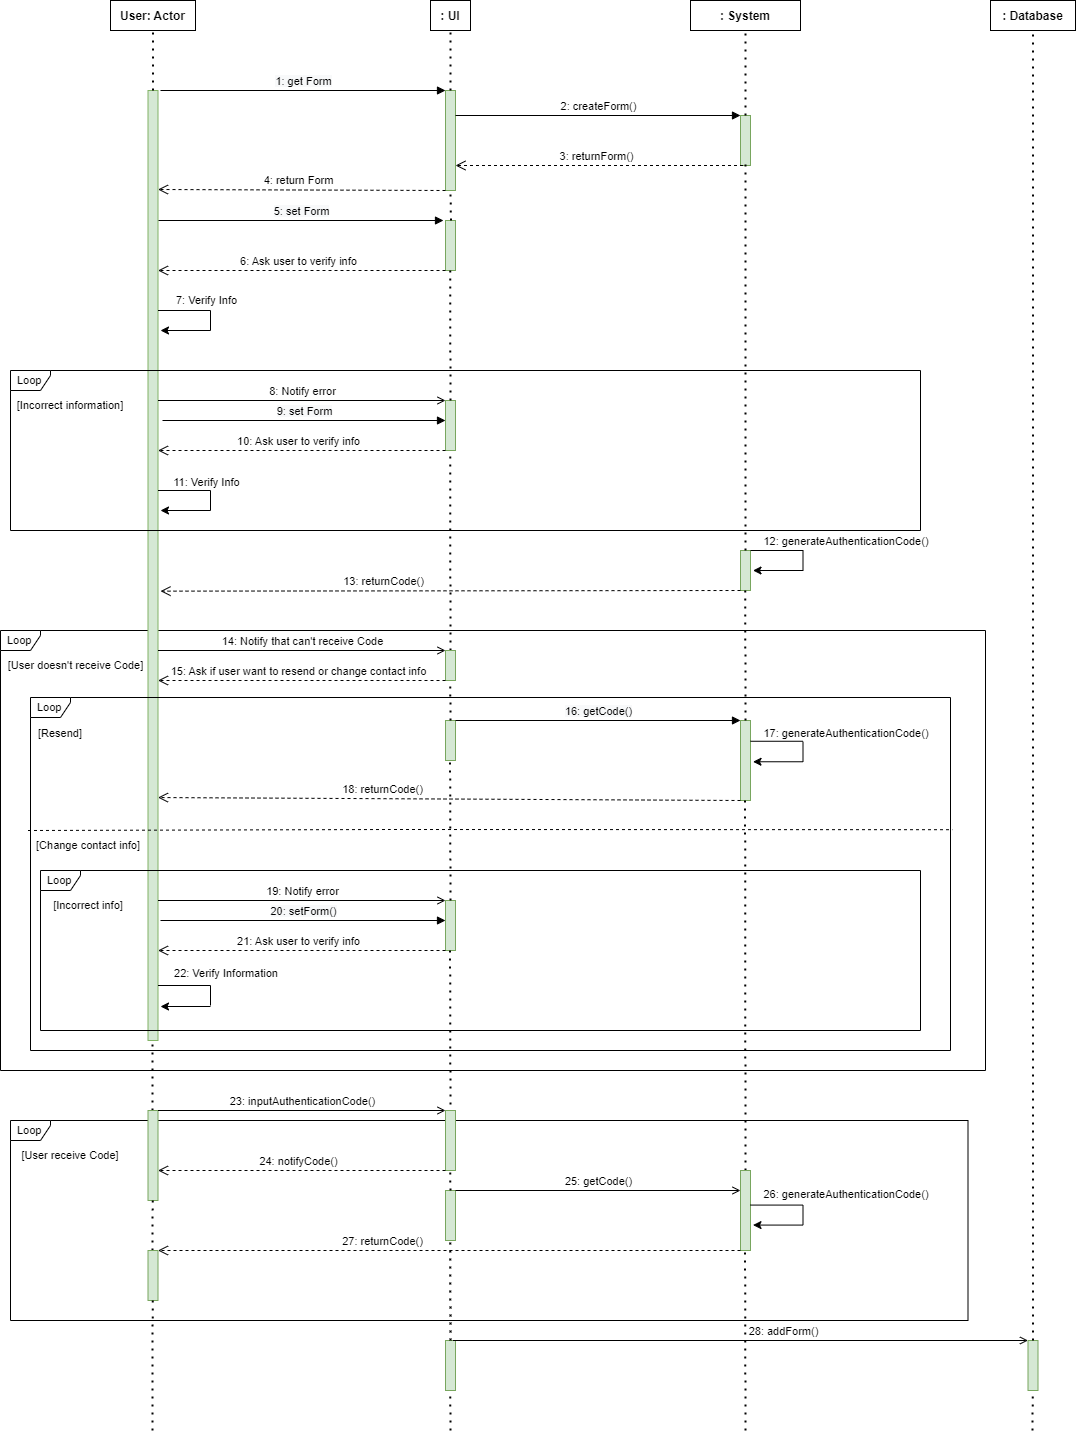 User: Actor
: UI
: System
: Database
1: get Form
2: createForm()
3: returnForm()
4: return Form
5: set Form
6: Ask user to verify info
7: Verify Info
Loop
[Incorrect information]
8: Notify error
9: set Form
10: Ask user to verify info
11: Verify Info
12: generateAuthenticationCode()
13: returnCode()
Loop
[User doesn't receive Code]
14: Notify that can't receive Code
15: Ask if user want to resend or change contact info
Loop
[Resend]
16: getCode()
17: generateAuthenticationCode()
18: returnCode()
[Change contact info]
Loop
[Incorrect info]
19: Notify error
20: setForm()
21: Ask user to verify info
22: Verify Information
23: inputAuthenticationCode()
Loop
[User receive Code]
24: notifyCode()
25: getCode()
26: generateAuthenticationCode()
27: returnCode()
28: addForm()